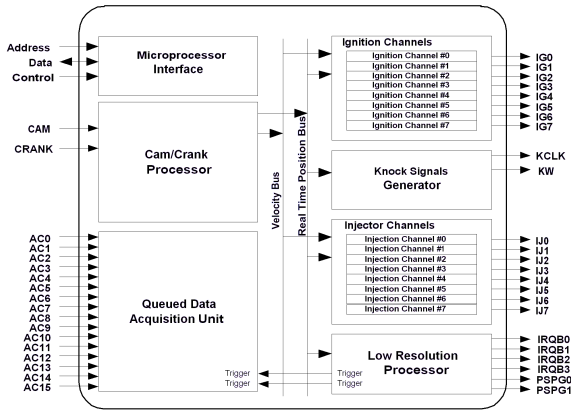 Address
Data
Control
Microprocessor
Interface
CAM
CRANK
Cam/Crank
Processor
AC0
AC1
AC2
AC3
AC4
AC5
AC6
AC7
AC8
AC9
AC10
AC11
AC12
AC13
AC14
AC15
Queued Data
Acquisition Unit
Trigger
Trigger
Velocity Bus
Real Time Position Bus
Ignition Channels
Ignition Channel #0
Ignition Channel #1
Ignition Channel #2
Ignition Channel #3
Ignition Channel #4
Ignition Channel #5
Ignition Channel #6
Ignition Channel #7
IG0
IG1
IG2
IG3
IG4
IG5
IG6
IG7
Knock Signals
Generator
KCLK
KW
Injector Channels
Injection Channel #0
Injection Channel #1
Injection Channel #2
Injection Channel #3
Injection Channel #4
Injection Channel #5
Injection Channel #6
Injection Channel #7
IJ0
IJ1
IJ2
IJ3
IJ4
IJ5
IJ6
IJ7
Low Resolution
Processor
Trigger
Trigger
IRQB0
IRQB1
IRQB2
IRQB3
PSPG0
PSPG1